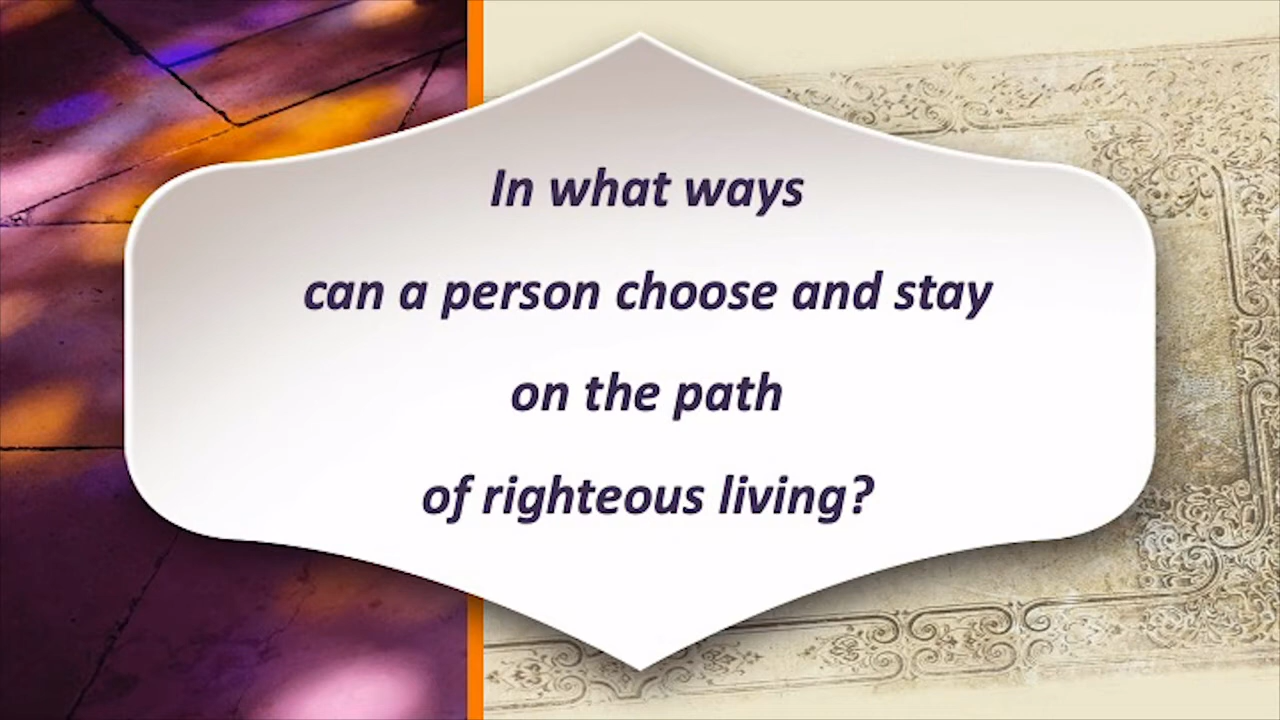 In what ways
can a person choose and stay
on the path
of righteous living?